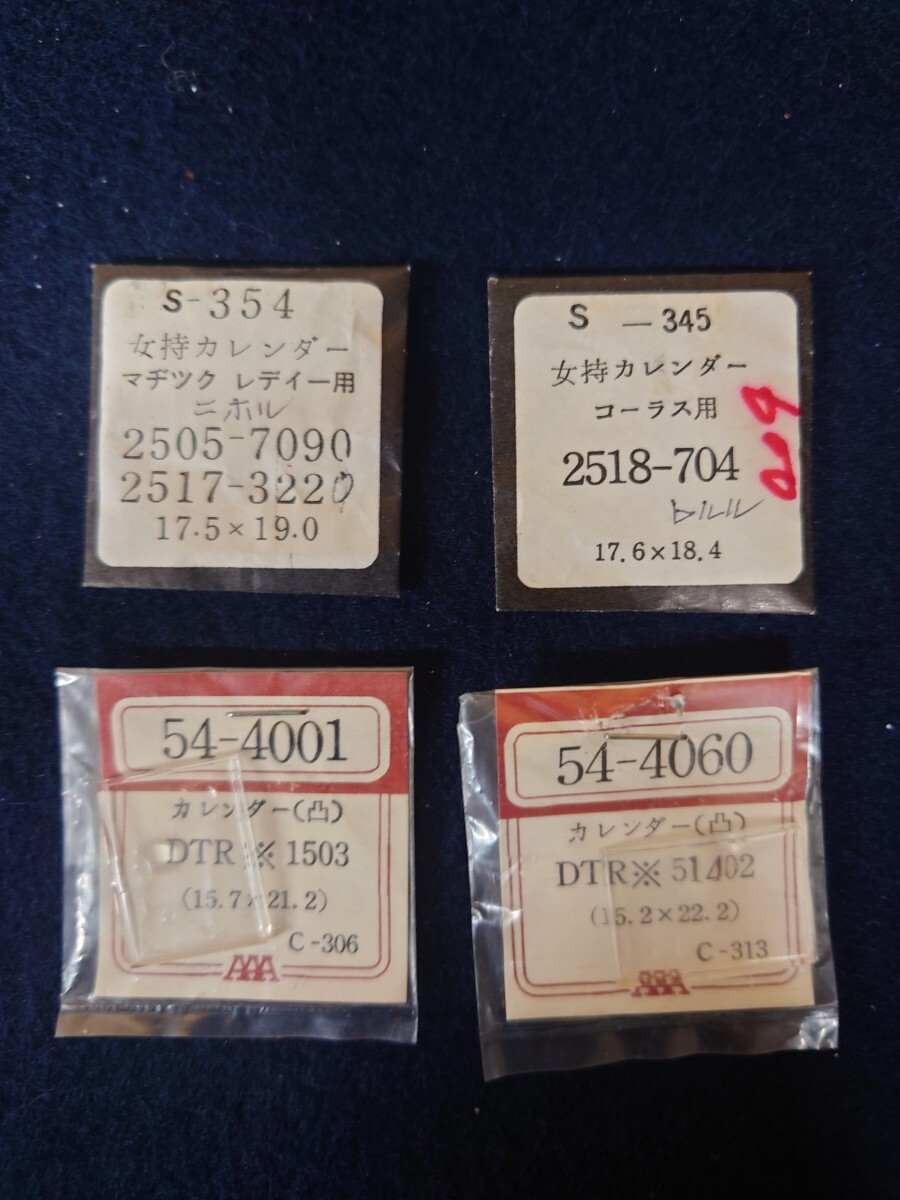 S-354
女持カレンダー
マヂツク レデイー用
ニホル
2505-7090
2517-3220
17.5×19.0
S — 345
女持カレンダー
コーラス用
2518-704
17.6×18.4
54-4001
カレンダー(凸)
DTR※1503
(15.7×21.2)
C-306
AAA
54-4060
カレンダー(凸)
DTR※51402
(15.2×22.2)
C-313
AAA